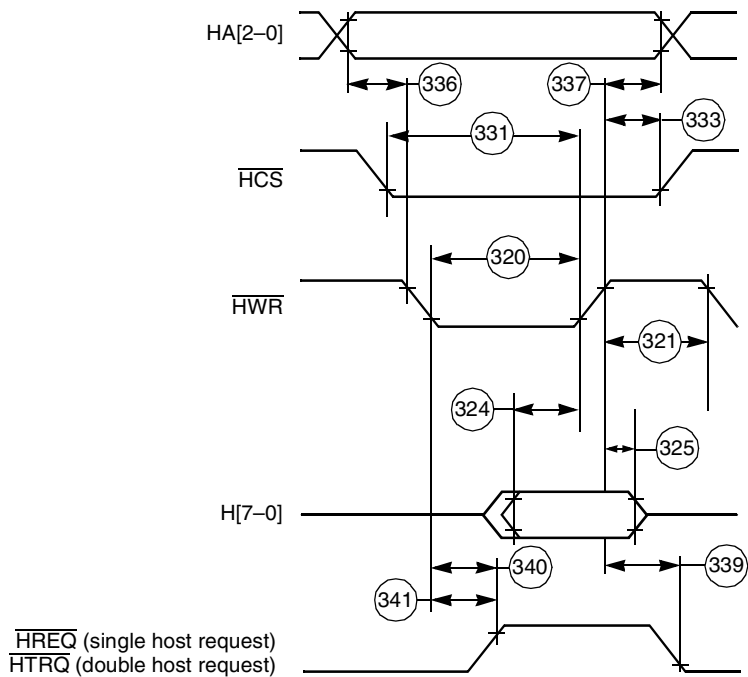 HA[2–0]
336
337
333
331
HCS
320
HWR
321
324
325
H[7–0]
340
339
341
HREQ (single host request)
HTRQ (double host request)